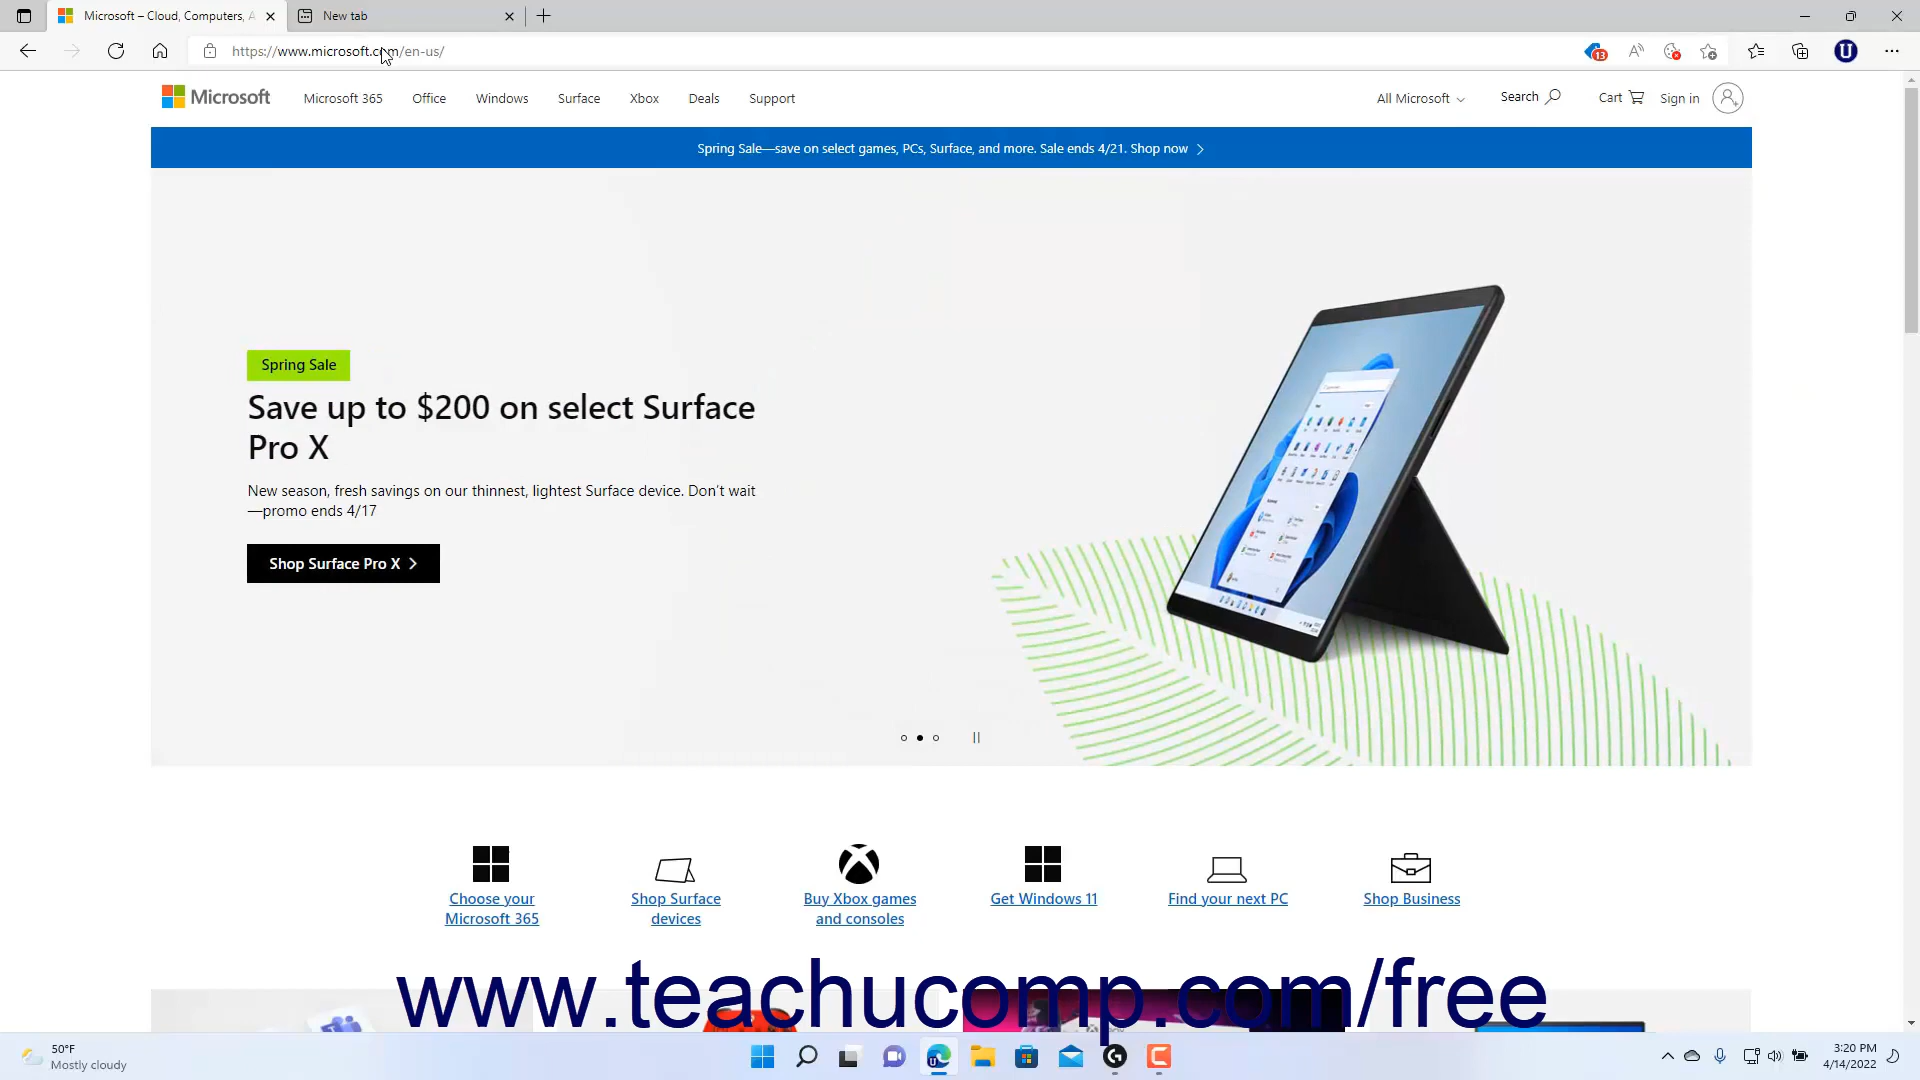 Microsoft – Cloud, Computers, A
New tab
https://www.microsoft.com/en-us/
13
U
Microsoft
Microsoft 365
Office
Windows
Surface
Xbox
Deals
Support
All Microsoft
Search
Cart
Sign in
Spring Sale—save on select games, PCs, Surface, and more. Sale ends 4/21. Shop now
Spring Sale
Save up to $200 on select Surface
Pro X
New season, fresh savings on our thinnest, lightest Surface device. Don't wait
—promo ends 4/17
Shop Surface Pro X
Choose your
Microsoft 365
Shop Surface
devices
Buy Xbox games
and consoles
Get Windows 11
Find your next PC
Shop Business
www.teachucomp.com/free
50°F
Mostly cloudy
3:20 PM
4/14/2022